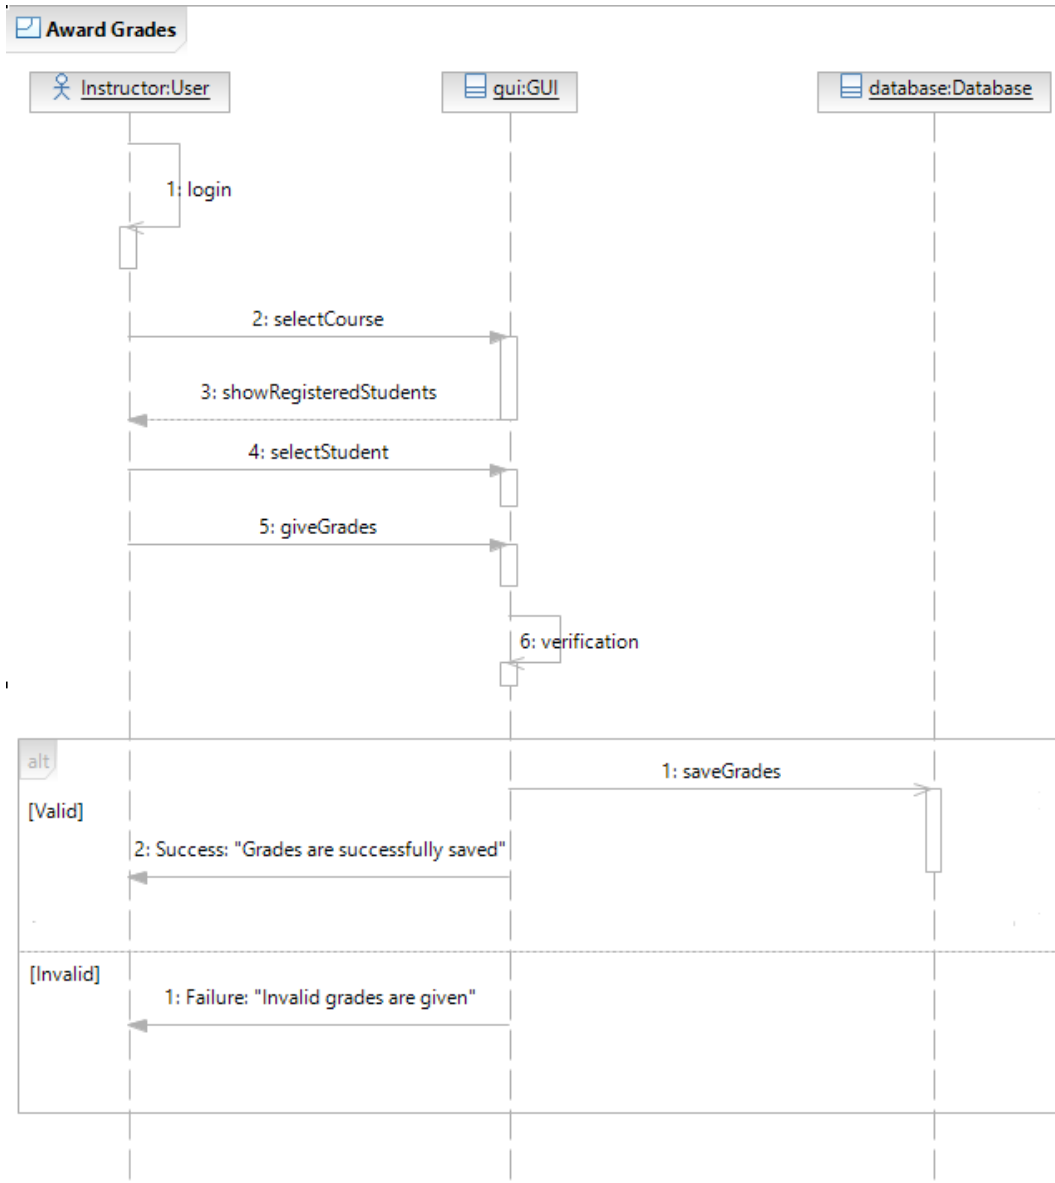 Award Grades
Instructor:User
gui:GUI
database:Database
1: login
2: selectCourse
3: showRegisteredStudents
4: selectStudent
5: giveGrades
6: verification
alt
1: saveGrades
[Valid]
2: Success: "Grades are successfully saved"
[Invalid]
1: Failure: "Invalid grades are given"